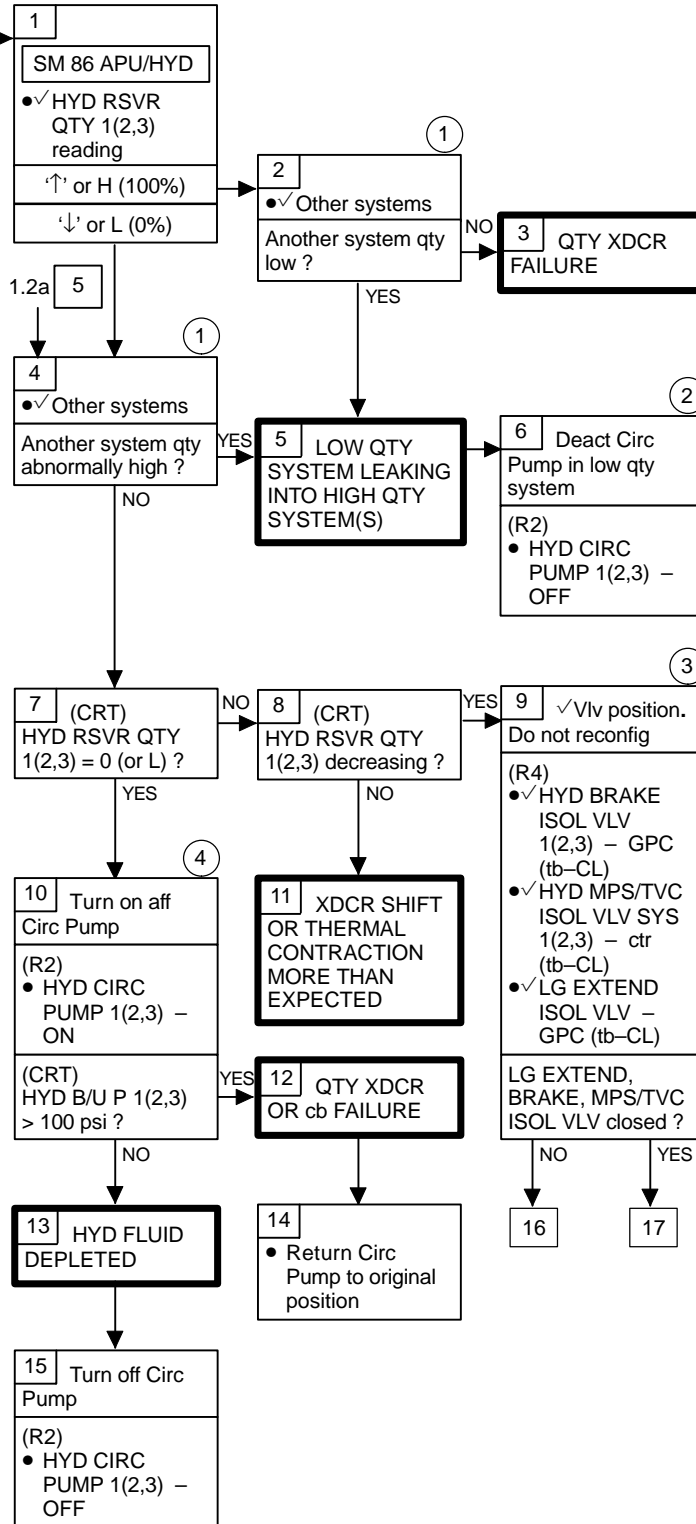 1
SM 86 APU/HYD
●✓HYD RSVR
QTY 1(2,3)
reading
‘↑’ or H (100%)
‘↓’ or L (0%)
1
2
●✓Other systems
Another system qty
low ?
NO
YES
3 QTY XDCR
FAILURE
1.2a 5
1
4
●✓Other systems
Another system qty
abnormally high ?
YES
NO
5 LOW QTY
SYSTEM LEAKING
INTO HIGH QTY
SYSTEM(S)
2
6 Deact Circ
Pump in low qty
system
(R2)
● HYD CIRC
PUMP 1(2,3) –
OFF
7 (CRT)
HYD RSVR QTY
1(2,3) = 0 (or L) ?
NO
YES
8 (CRT)
HYD RSVR QTY
1(2,3) decreasing ?
YES
NO
3
9 ✓Vlv position.
Do not reconfig
(R4)
●✓HYD BRAKE
ISOL VLV
1(2,3) – GPC
(tb–CL)
●✓HYD MPS/TVC
ISOL VLV SYS
1(2,3) – ctr
(tb–CL)
●✓LG EXTEND
ISOL VLV –
GPC (tb–CL)
LG EXTEND,
BRAKE, MPS/TVC
ISOL VLV closed ?
NO
YES
16
17
4
10 Turn on aff
Circ Pump
(R2)
● HYD CIRC
PUMP 1(2,3) –
ON
(CRT)
HYD B/U P 1(2,3)
> 100 psi ?
YES
NO
11 XDCR SHIFT
OR THERMAL
CONTRACTION
MORE THAN
EXPECTED
12 QTY XDCR
OR cb FAILURE
13 HYD FLUID
DEPLETED
14
● Return Circ
Pump to original
position
15 Turn off Circ
Pump
(R2)
● HYD CIRC
PUMP 1(2,3) –
OFF